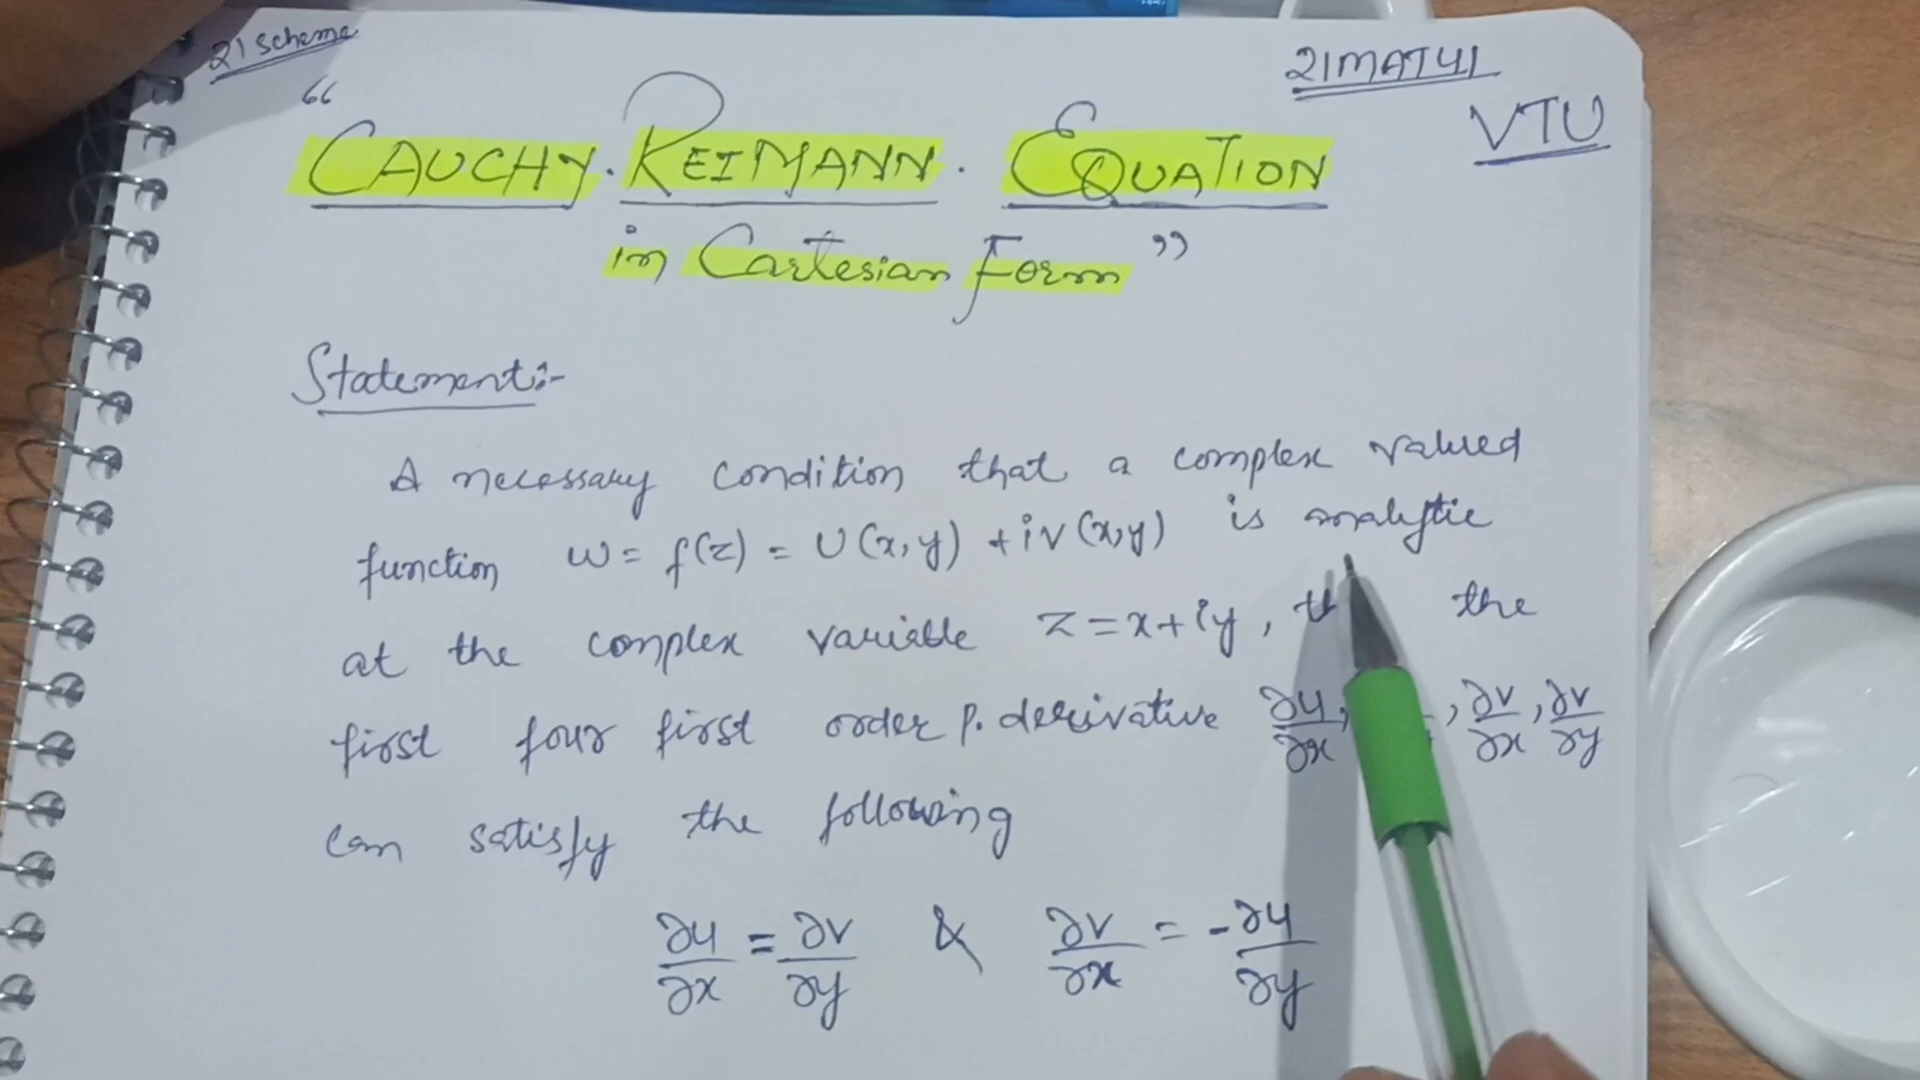 21 scheme
21MAT41
VTU
“CAUCHY. REIMANN. EQUATION
in Cartesian Form”
Statement:-
A necessary condition that a complex valued
function w = f(z) = U(x,y) + iv(x,y) is analytic
at the complex variable z = x + iy, the
first four first order p. derivative ∂u/∂x, , ∂v/∂x, ∂v/∂y
can satisfy the following
∂u/∂x = ∂v/∂y & ∂v/∂x = -∂u/∂y